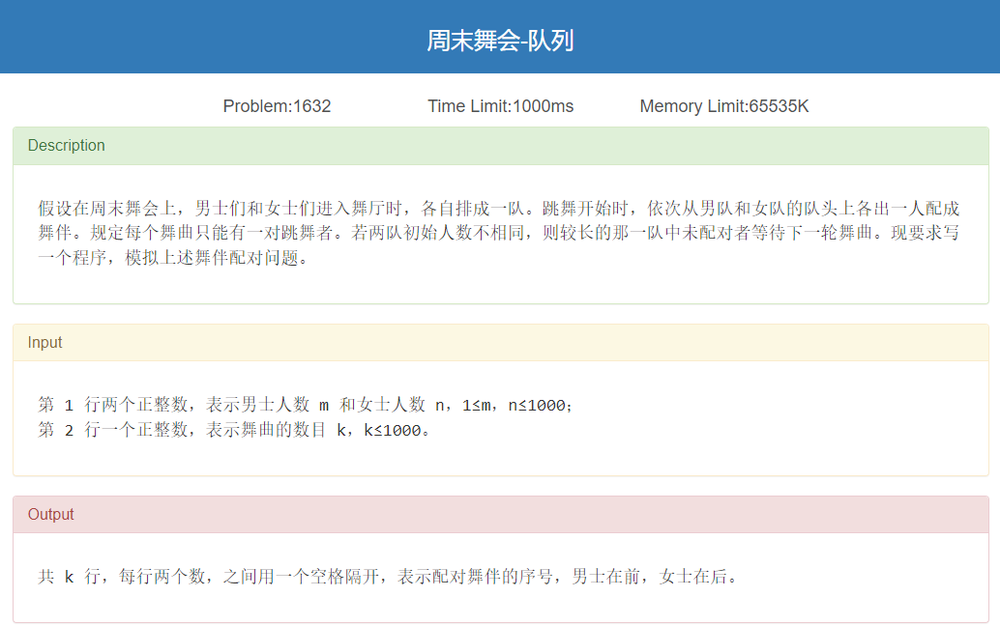 周末舞会-队列
Problem:1632 Time Limit:1000ms Memory Limit:65535K
Description
假设在周末舞会上，男士们和女士们进入舞厅时，各自排成一队。跳舞开始时，依次从男队和女队的队头上各出一人配成
舞伴。规定每个舞曲只能有一对跳舞者。若两队初始人数不相同，则较长的那一队中未配对者等待下一轮舞曲。现要求写
一个程序，模拟上述舞伴配对问题。
Input
第 1 行两个正整数，表示男士人数 m 和女士人数 n，1≤m，n≤1000；
第 2 行一个正整数，表示舞曲的数目 k，k≤1000。
Output
共 k 行，每行两个数，之间用一个空格隔开，表示配对舞伴的序号，男士在前，女士在后。